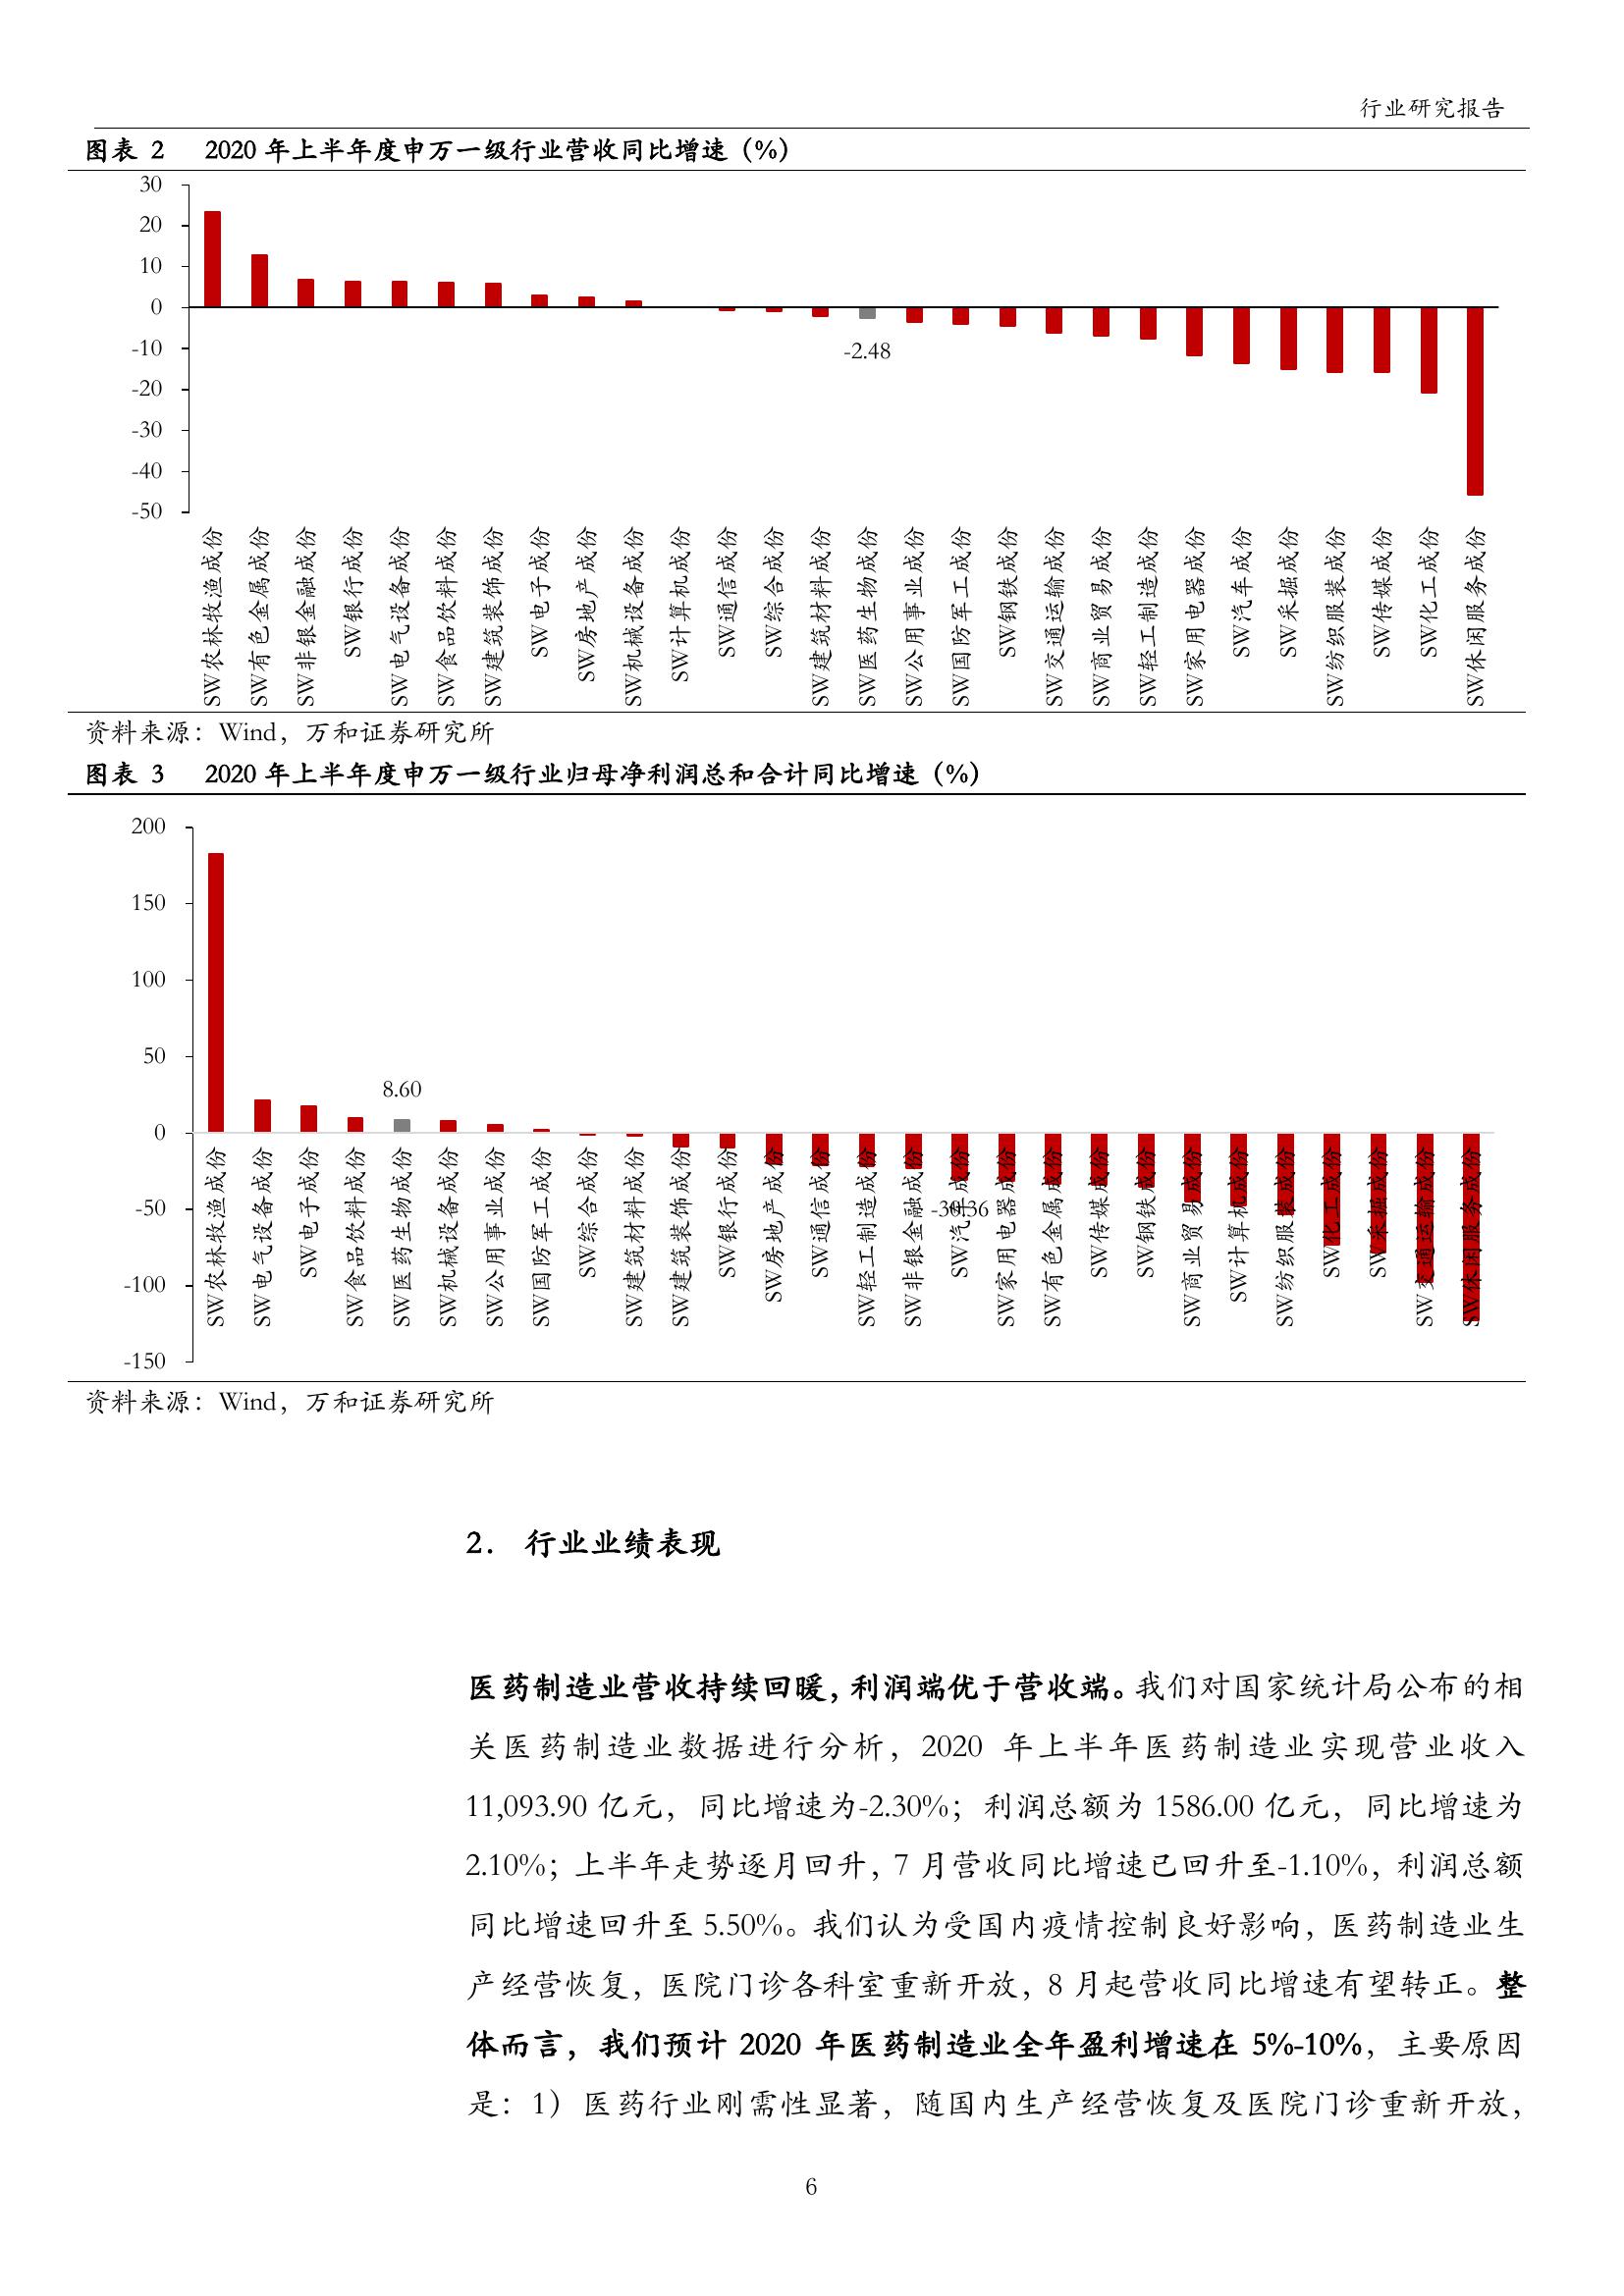 行业研究报告
图表 2 2020 年上半年度申万一级行业营收同比增速（%）
30
20
10
0
-10
-20
-30
-40
-50
-2.48
SW农林牧渔成份
SW有色金属成份
SW非银金融成份
SW银行成份
SW电气设备成份
SW食品饮料成份
SW建筑装饰成份
SW电子成份
SW房地产成份
SW机械设备成份
SW计算机成份
SW通信成份
SW综合成份
SW建筑材料成份
SW医药生物成份
SW公用事业成份
SW国防军工成份
SW钢铁成份
SW交通运输成份
SW商业贸易成份
SW轻工制造成份
SW家用电器成份
SW汽车成份
SW采掘成份
SW纺织服装成份
SW传媒成份
SW化工成份
SW休闲服务成份
资料来源：Wind，万和证券研究所
图表 3 2020 年上半年度申万一级行业归母净利润总和合计同比增速（%）
200
150
100
50
0
-50
-100
-150
8.60
-30.36
SW农林牧渔成份
SW电气设备成份
SW电子成份
SW食品饮料成份
SW医药生物成份
SW机械设备成份
SW公用事业成份
SW国防军工成份
SW综合成份
SW建筑材料成份
SW建筑装饰成份
SW银行成份
SW房地产成份
SW通信成份
SW轻工制造成份
SW非银金融成份
SW汽车成份
SW家用电器成份
SW有色金属成份
SW传媒成份
SW钢铁成份
SW商业贸易成份
SW计算机成份
SW纺织服装成份
SW化工成份
SW采掘成份
SW交通运输成份
SW休闲服务成份
资料来源：Wind，万和证券研究所
2. 行业业绩表现
医药制造业营收持续回暖，利润端优于营收端。我们对国家统计局公布的相
关医药制造业数据进行分析，2020 年上半年医药制造业实现营业收入
11,093.90 亿元，同比增速为-2.30%；利润总额为 1586.00 亿元，同比增速为
2.10%；上半年走势逐月回升，7 月营收同比增速已回升至-1.10%，利润总额
同比增速回升至 5.50%。我们认为受国内疫情控制良好影响，医药制造业生
产经营恢复，医院门诊各科室重新开放，8 月起营收同比增速有望转正。整
体而言，我们预计 2020 年医药制造业全年盈利增速在 5%-10%，主要原因
是：1）医药行业刚需性显著，随国内生产经营恢复及医院门诊重新开放，
6